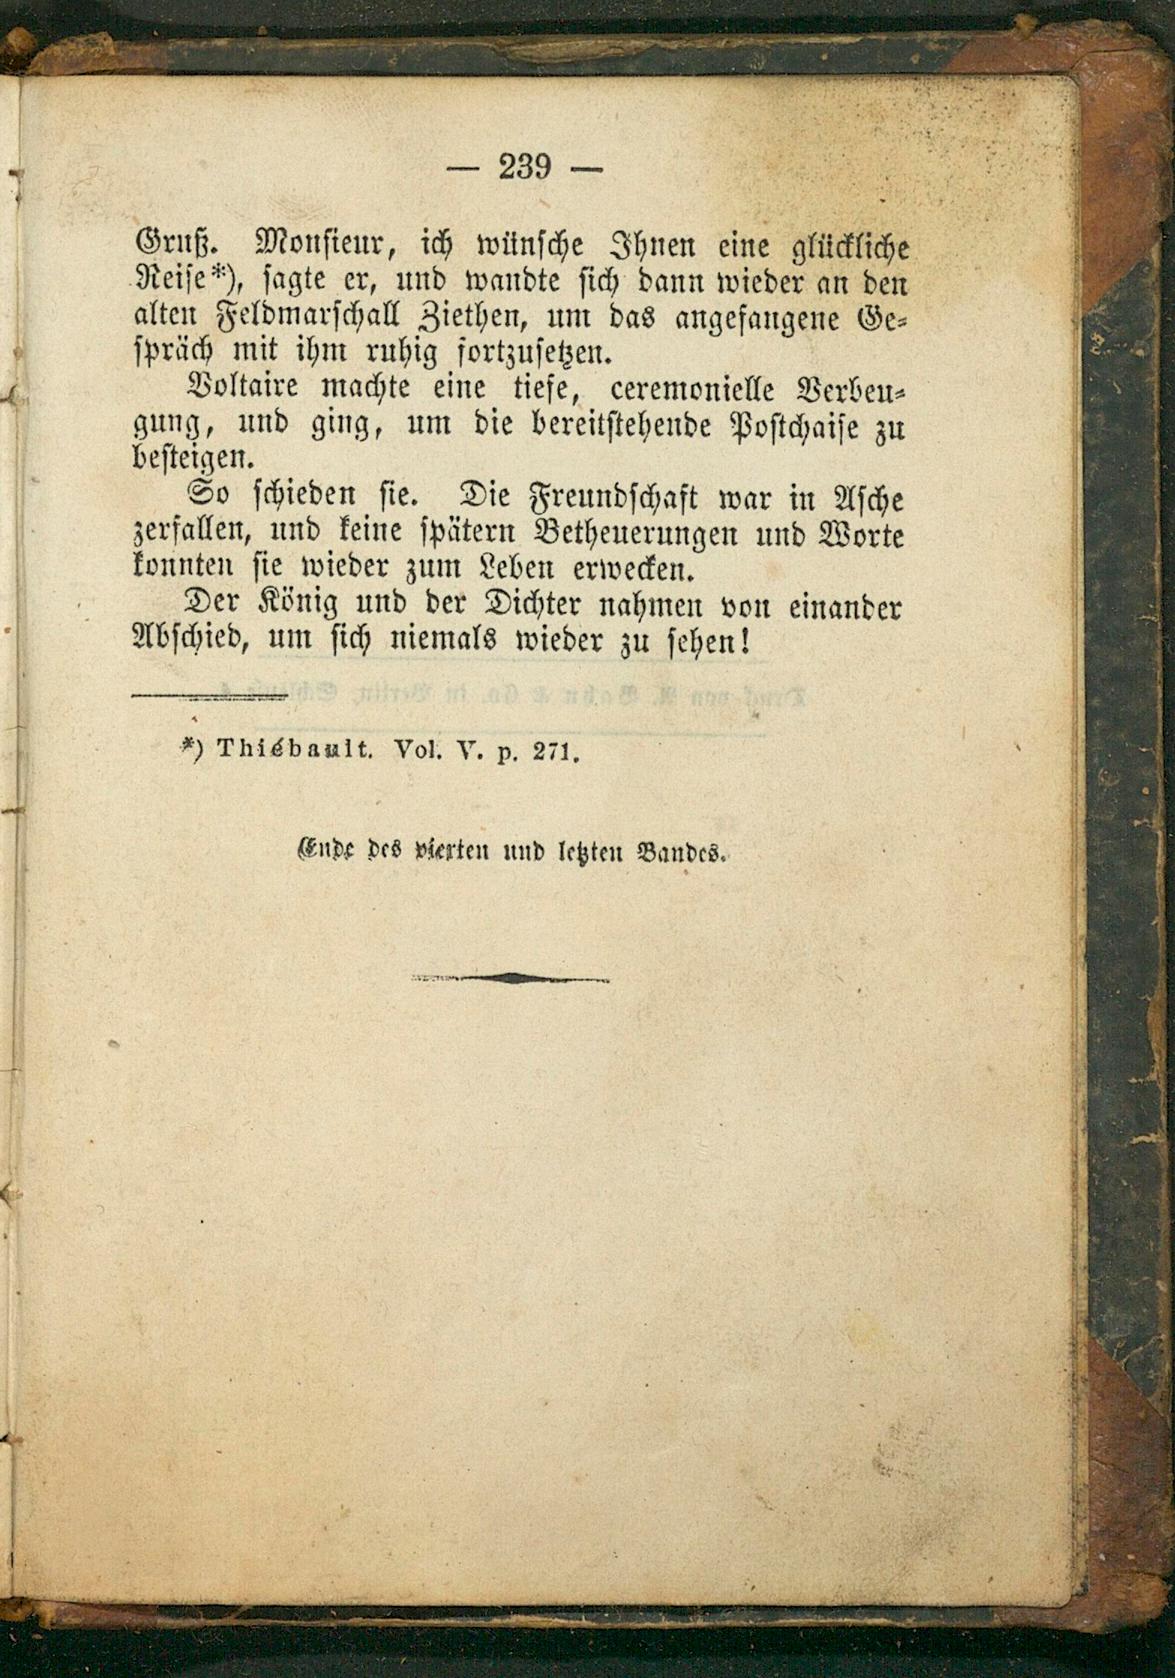 — 239 —
Gruß. Monsieur, ich wünsche Ihnen eine glückliche
Reise*), sagte er, und wandte sich dann wieder an den
alten Feldmarschall Ziethen, um das angefangene Ge-
spräch mit ihm ruhig fortzusetzen.
Voltaire machte eine tiefe, ceremonielle Verbeu-
gung, und ging, um die bereitstehende Postchaise zu
besteigen.
So schieden sie. Die Freundschaft war in Asche
zerfallen, und keine spätern Betheuerungen und Worte
konnten sie wieder zum Leben erwecken.
Der König und der Dichter nahmen von einander
Abschied, um sich niemals wieder zu sehen!
*) Thiébault. Vol. V. p. 271.
Ende des vierten und letzten Bandes.